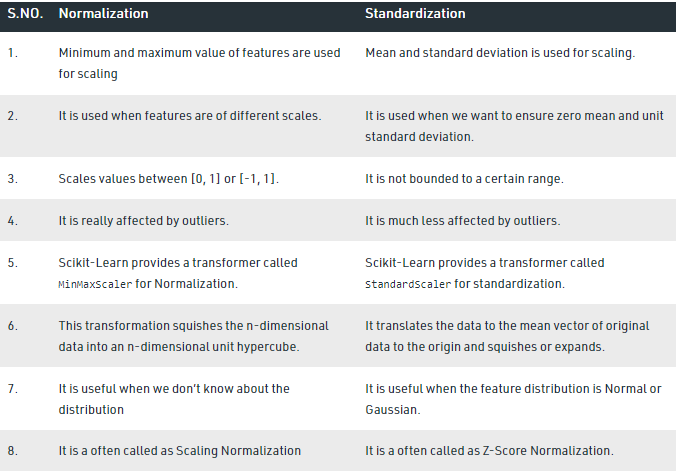 S.NO. Normalization Standardization
1. Minimum and maximum value of features are used Mean and standard deviation is used for scaling.
for scaling
2. It is used when features are of different scales. It is used when we want to ensure zero mean and unit
standard deviation.
3. Scales values between [0, 1] or [-1, 1]. It is not bounded to a certain range.
4. It is really affected by outliers. It is much less affected by outliers.
5. Scikit-Learn provides a transformer called Scikit-Learn provides a transformer called
MinMaxScaler for Normalization. StandardScaler for standardization.
6. This transformation squishes the n-dimensional It translates the data to the mean vector of original
data into an n-dimensional unit hypercube. data to the origin and squishes or expands.
7. It is useful when we don’t know about the It is useful when the feature distribution is Normal or
distribution Gaussian.
8. It is a often called as Scaling Normalization It is a often called as Z-Score Normalization.